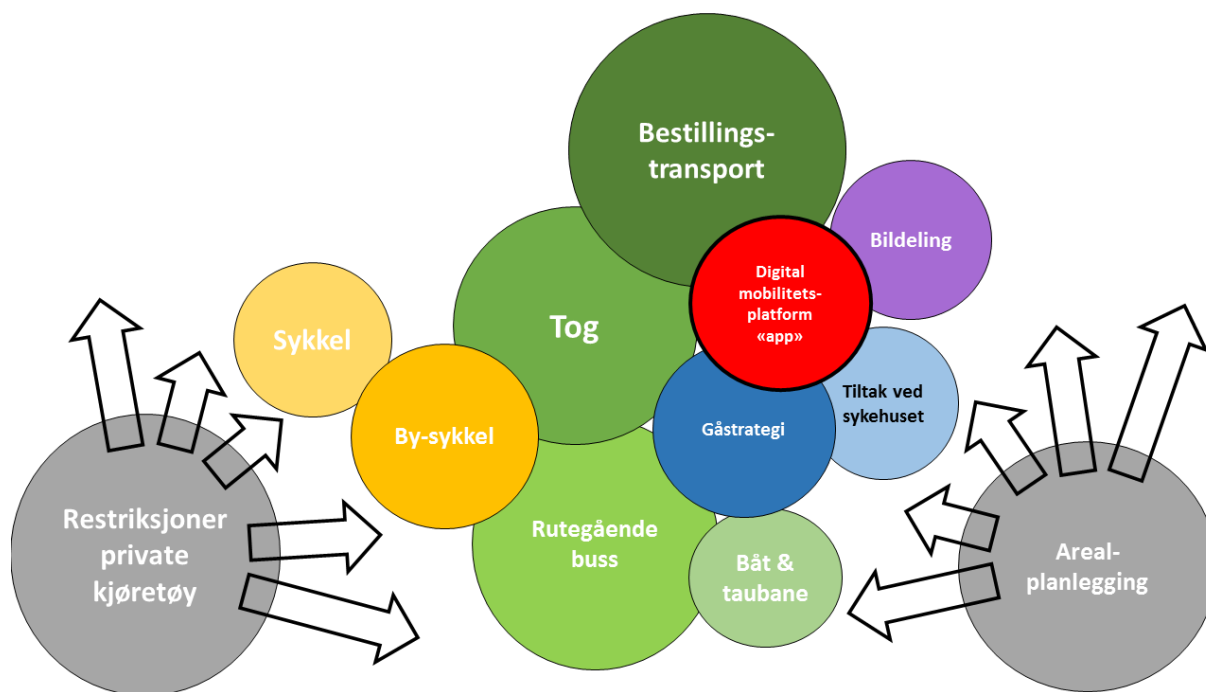 Bestillings-
transport
Bildeling
Digital
mobilitets-
platform
«app»
Tog
Sykkel
Tiltak ved
sykehuset
By-sykkel
Gåstrategi
Restriksjoner
private
kjøretøy
Rutegående
buss
Båt &
taubane
Areal-
planlegging